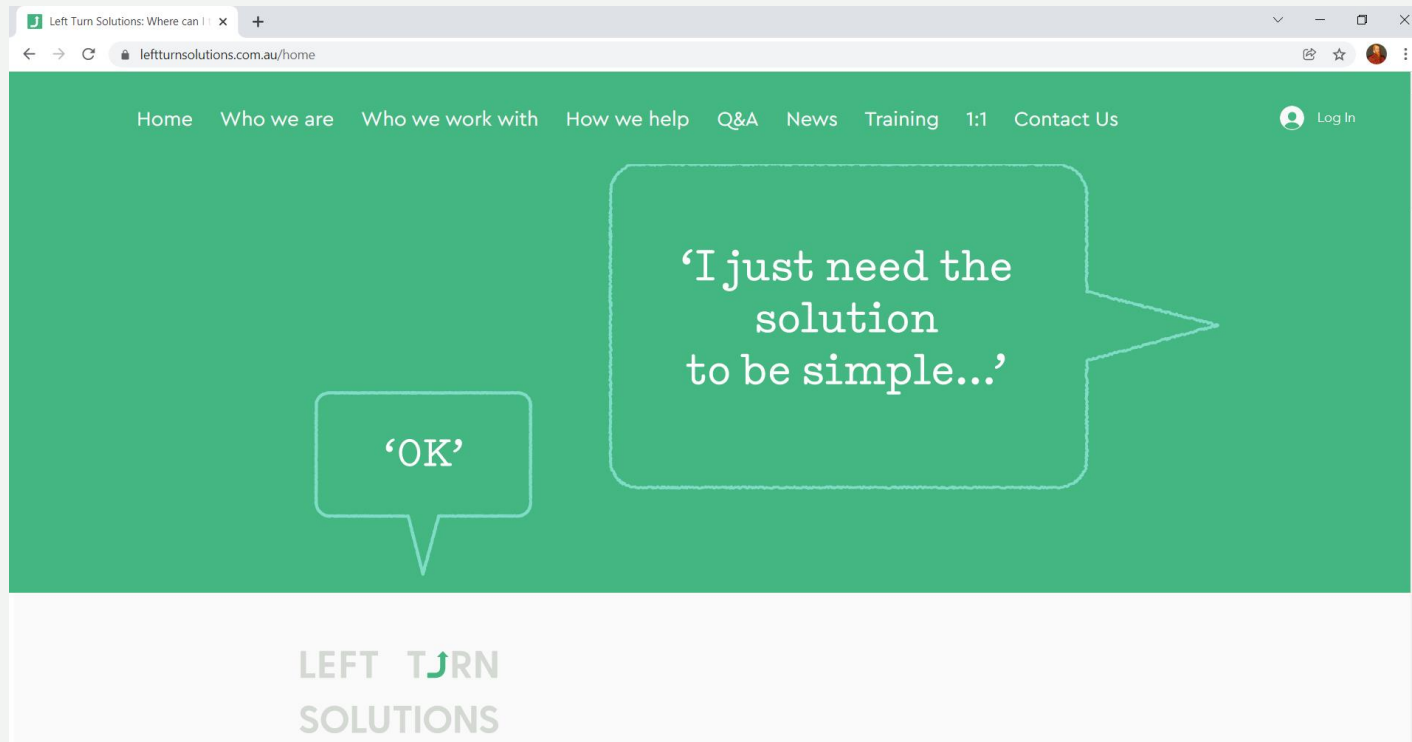 Left Turn Solutions: Where can I
leftturnsolutions.com.au/home
Home Who we are Who we work with How we help Q&A News Training 1:1 Contact Us Log In
‘I just need the
solution
to be simple...’
‘OK’
LEFT TURN
SOLUTIONS